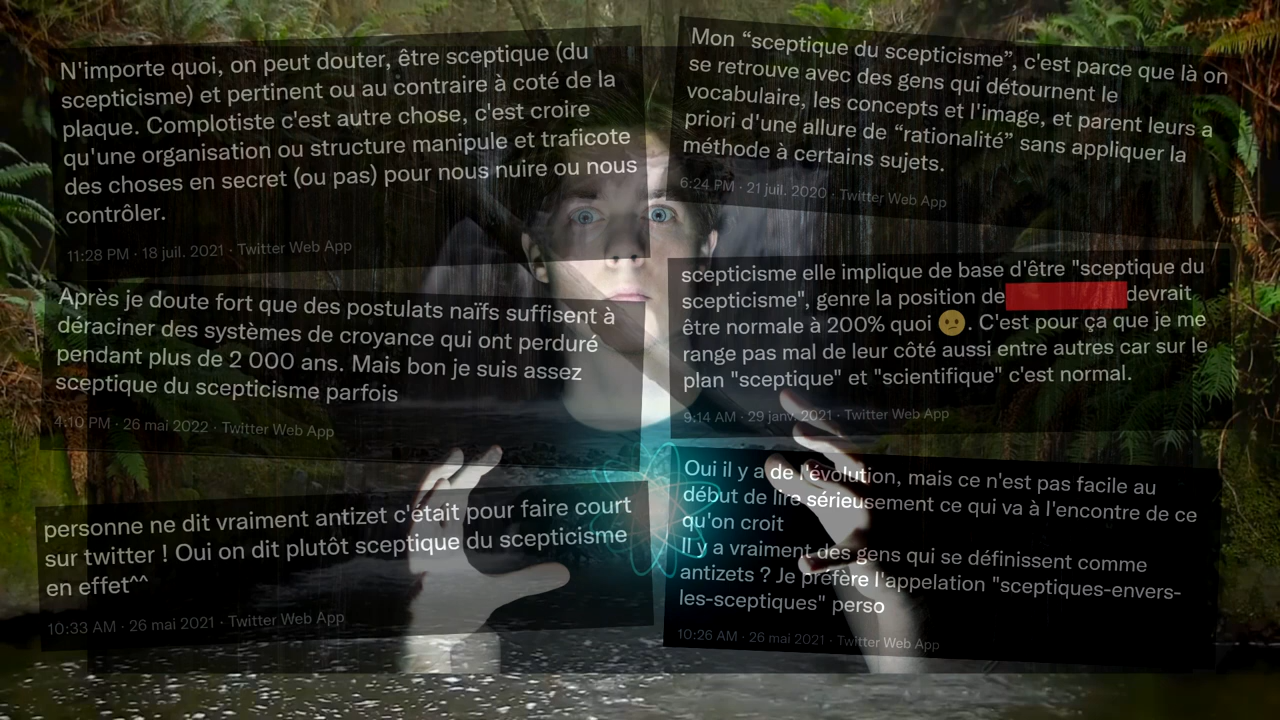 N'importe quoi, on peut douter, être sceptique (du
scepticisme) et pertinent ou au contraire à coté de la
plaque. Complotiste c'est autre chose, c'est croire
qu'une organisation ou structure manipule et traficote
des choses en secret (ou pas) pour nous nuire ou nous
contrôler.
11:28 PM · 18 juil. 2021 · Twitter Web App
Après je doute fort que des postulats naïfs suffisent à
déraciner des systèmes de croyance qui ont perduré
pendant plus de 2 000 ans. Mais bon je suis assez
sceptique du scepticisme parfois
4:10 PM · 26 mai 2022 · Twitter Web App
personne ne dit vraiment antizet c'était pour faire court
sur twitter ! Oui on dit plutôt sceptique du scepticisme
en effet^^
10:33 AM · 26 mai 2021 · Twitter Web App
Mon “sceptique du scepticisme”, c'est parce que là on
se retrouve avec des gens qui détournent le
vocabulaire, les concepts et l'image, et parent leurs a
priori d'une allure de “rationalité” sans appliquer la
méthode à certains sujets.
6:24 PM · 21 juil. 2020 · Twitter Web App
scepticisme elle implique de base d'être "sceptique du
scepticisme", genre la position de devrait
être normale à 200% quoi 😕. C'est pour ça que je me
range pas mal de leur côté aussi entre autres car sur le
plan "sceptique" et "scientifique" c'est normal.
9:14 AM · 29 janv. 2021 · Twitter Web App
Oui il y a de l'évolution, mais ce n'est pas facile au
début de lire sérieusement ce qui va à l'encontre de ce
qu'on croit
Il y a vraiment des gens qui se définissent comme
antizets ? Je préfère l'appelation "sceptiques-envers-
les-sceptiques" perso
10:26 AM · 26 mai 2021 · Twitter Web App